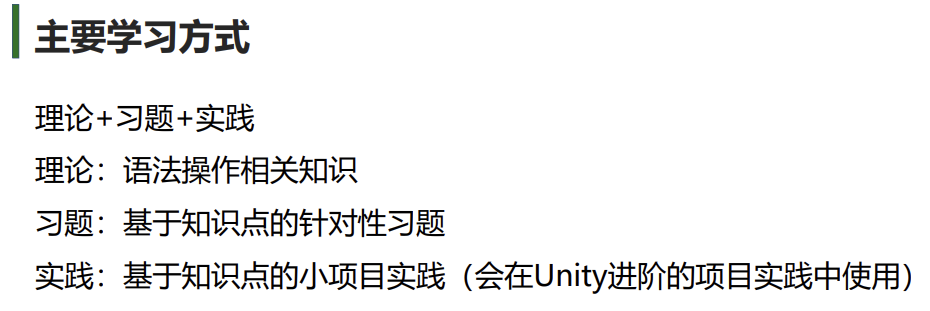 主要学习方式
理论+习题+实践
理论：语法操作相关知识
习题：基于知识点的针对性习题
实践：基于知识点的小项目实践（会在Unity进阶的项目实践中使用）